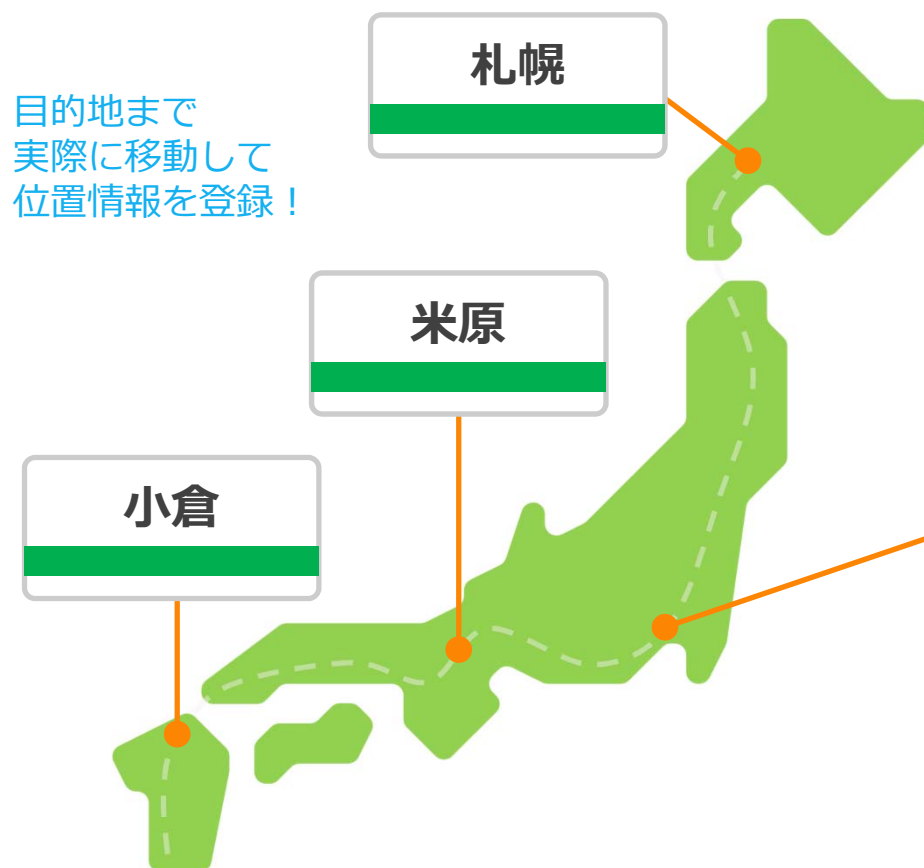 札幌
目的地まで
実際に移動して
位置情報を登録！
米原
小倉